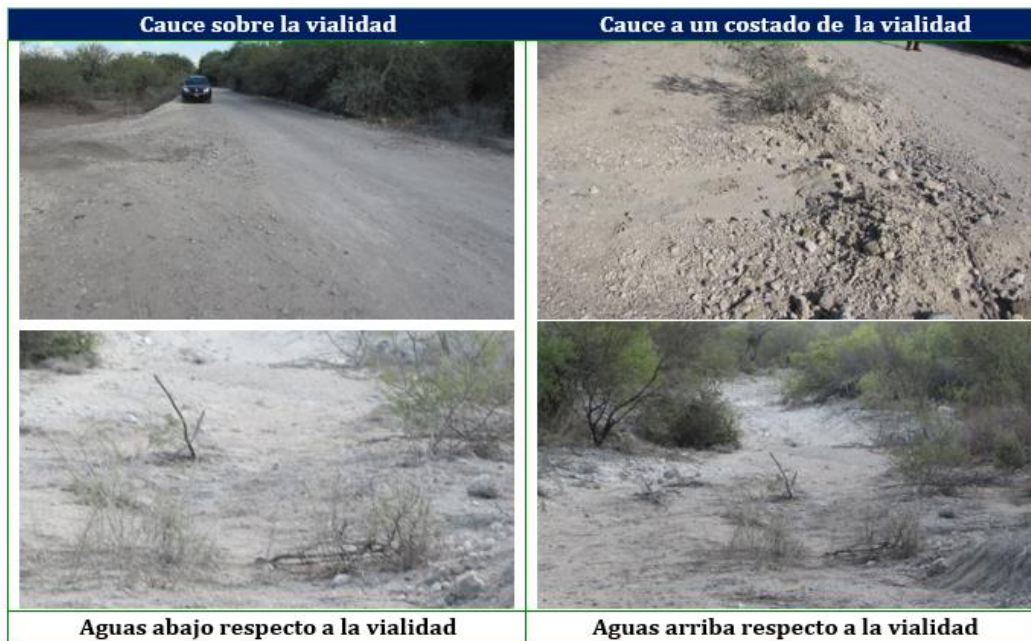 Cauce sobre la vialidad
Cauce a un costado de la vialidad
Aguas abajo respecto a la vialidad
Aguas arriba respecto a la vialidad